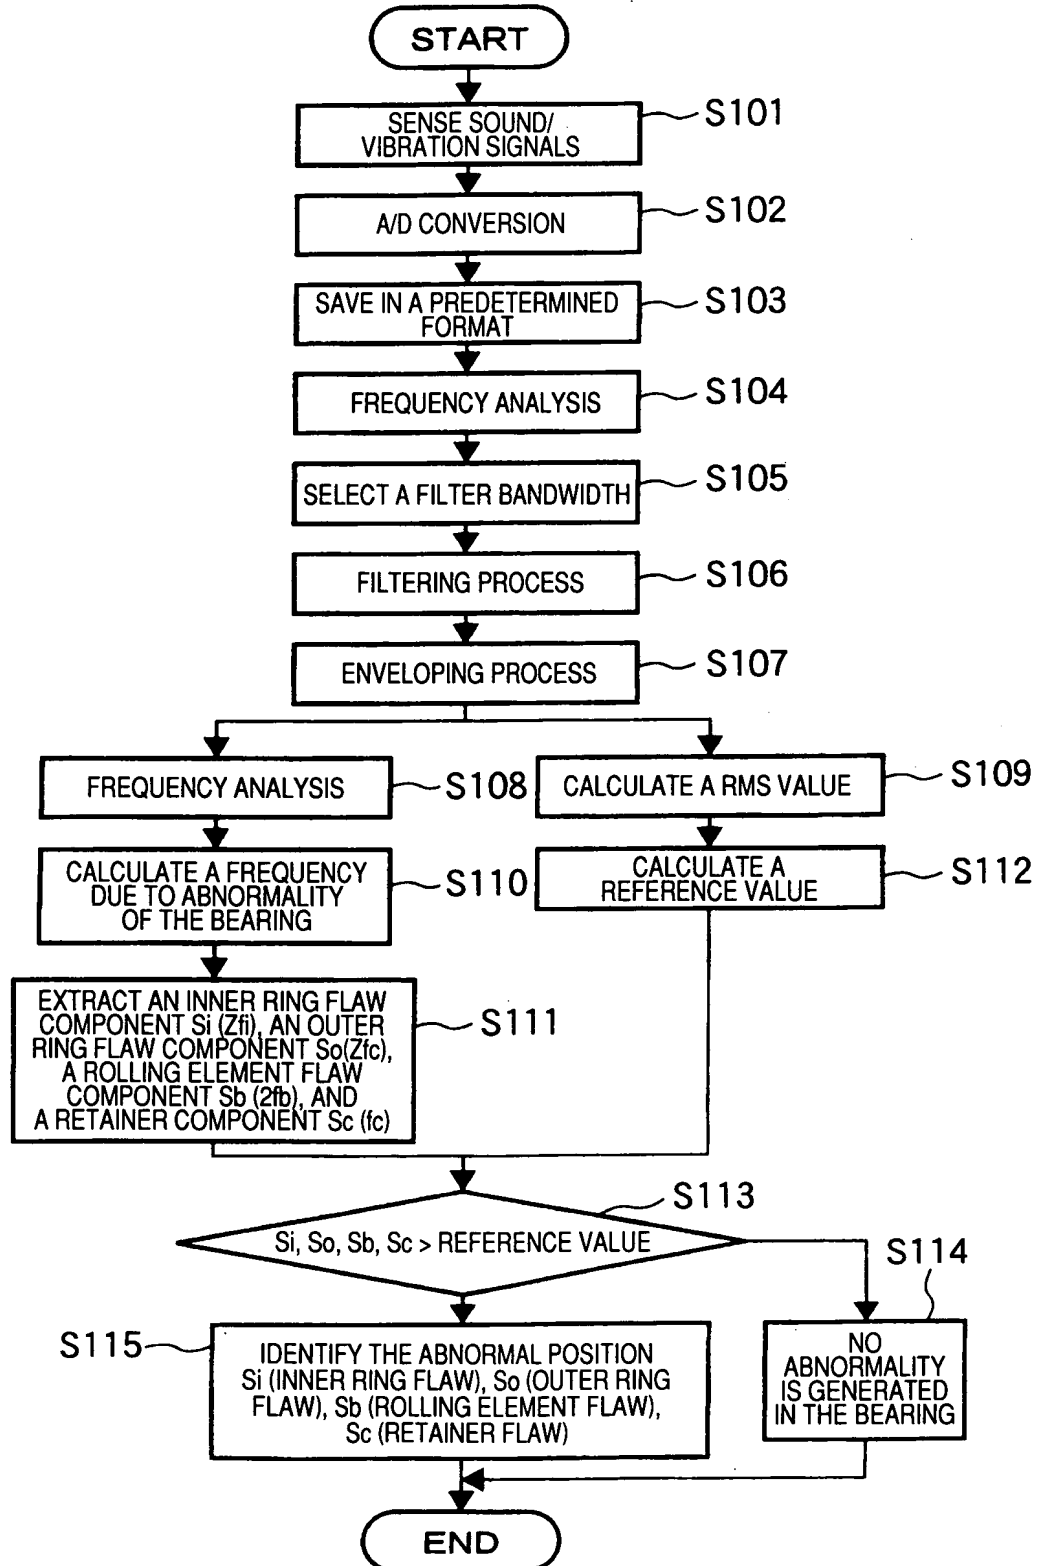 START
SENSE SOUND/
VIBRATION SIGNALS
S101
A/D CONVERSION
S102
SAVE IN A PREDETERMINED
FORMAT
S103
FREQUENCY ANALYSIS
S104
SELECT A FILTER BANDWIDTH
S105
FILTERING PROCESS
S106
ENVELOPING PROCESS
S107
FREQUENCY ANALYSIS
S108
CALCULATE A RMS VALUE
S109
CALCULATE A FREQUENCY
DUE TO ABNORMALITY
OF THE BEARING
S110
CALCULATE A
REFERENCE VALUE
S112
EXTRACT AN INNER RING FLAW
COMPONENT Si (Zfi), AN OUTER
RING FLAW COMPONENT So(Zfc),
A ROLLING ELEMENT FLAW
COMPONENT Sb (2fb), AND
A RETAINER COMPONENT Sc (fc)
S111
Si, So, Sb, Sc > REFERENCE VALUE
S113
S114
NO
ABNORMALITY
IS GENERATED
IN THE BEARING
S115
IDENTIFY THE ABNORMAL POSITION
Si (INNER RING FLAW), So (OUTER RING
FLAW), Sb (ROLLING ELEMENT FLAW),
Sc (RETAINER FLAW)
END